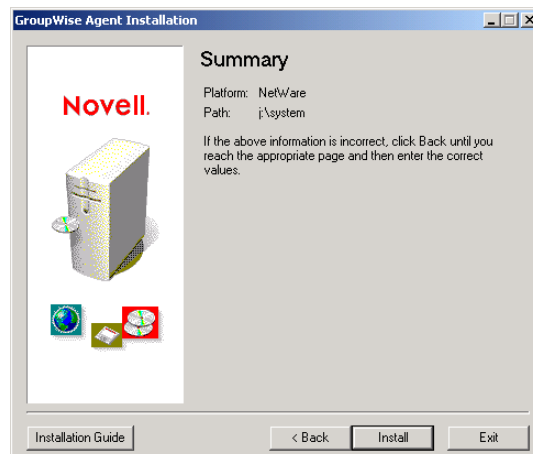 GroupWise Agent Installation
Novell.
Summary
Platform: NetWare
Path: j:\system
If the above information is incorrect, click Back until you
reach the appropriate page and then enter the correct
values.
Installation Guide
< Back
Install
Exit